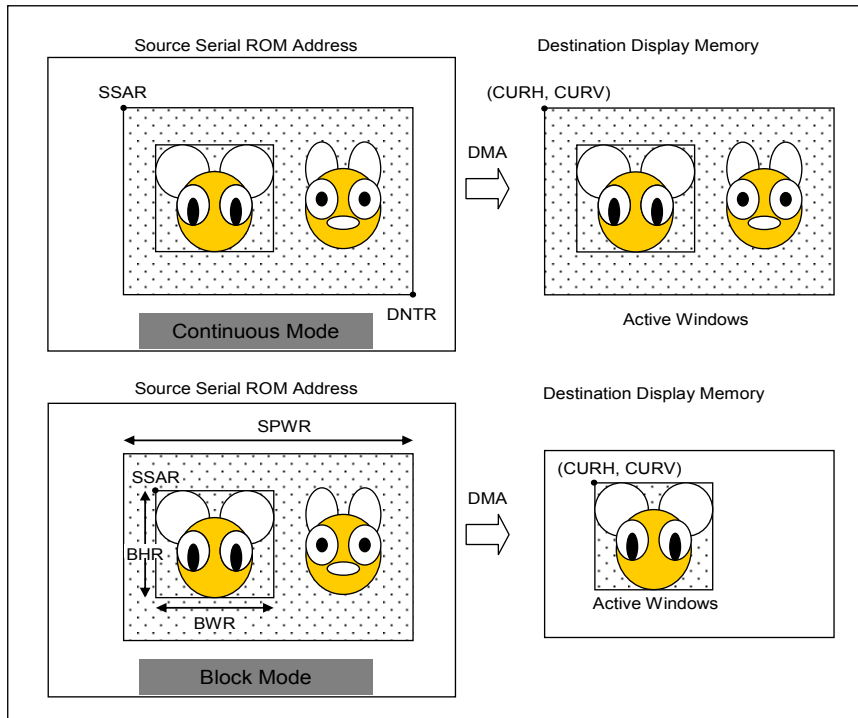 Source Serial ROM Address
Destination Display Memory
SSAR
(CURH, CURV)
DMA
DNTR
Continuous Mode
Active Windows
Source Serial ROM Address
Destination Display Memory
SPWR
SSAR
(CURH, CURV)
DMA
BHR
BWR
Active Windows
Block Mode